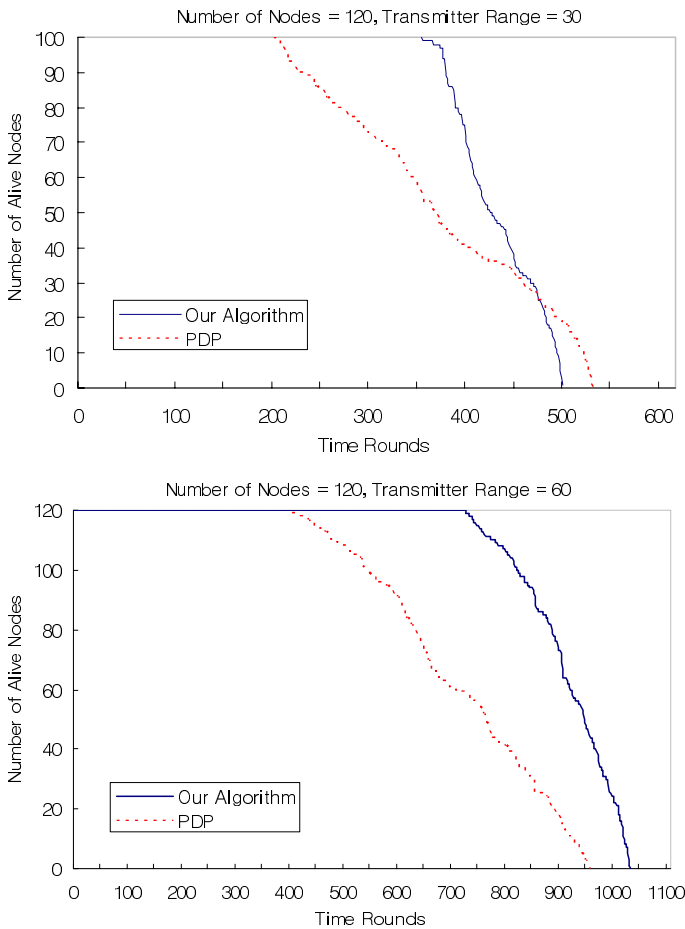 Number of Nodes = 120, Transmitter Range = 30
100
90
80
70
60
50
40
30
20
10
0
Number of Alive Nodes
Our Algorithm
PDP
0 100 200 300 400 500 600
Time Rounds
Number of Nodes = 120, Transmitter Range = 60
120
100
80
60
40
20
0
Number of Alive Nodes
Our Algorithm
PDP
0 100 200 300 400 500 600 700 800 900 1000 1100
Time Rounds